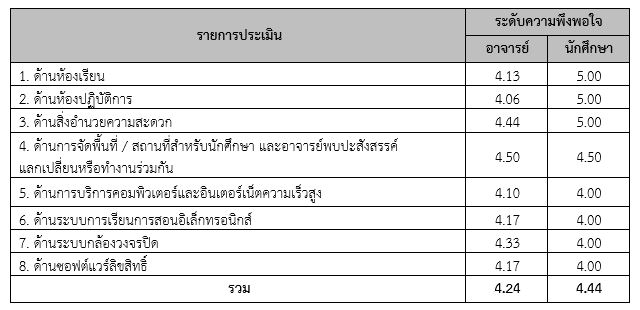 รายการประเมิน ระดับความพึงพอใจ
อาจารย์ นักศึกษา
1. ด้านห้องเรียน 4.13 5.00
2. ด้านห้องปฏิบัติการ 4.06 5.00
3. ด้านสิ่งอำนวยความสะดวก 4.44 5.00
4. ด้านการจัดพื้นที่ / สถานที่สำหรับนักศึกษา และอาจารย์พบปะสังสรรค์
แลกเปลี่ยนหรือทำงานร่วมกัน 4.50 4.50
5. ด้านการบริการคอมพิวเตอร์และอินเตอร์เน็ตความเร็วสูง 4.10 4.00
6. ด้านระบบการเรียนการสอนอิเล็กทรอนิกส์ 4.17 4.00
7. ด้านระบบกล้องวงจรปิด 4.33 4.00
8. ด้านซอฟต์แวร์ลิขสิทธิ์ 4.17 4.00
รวม 4.24 4.44